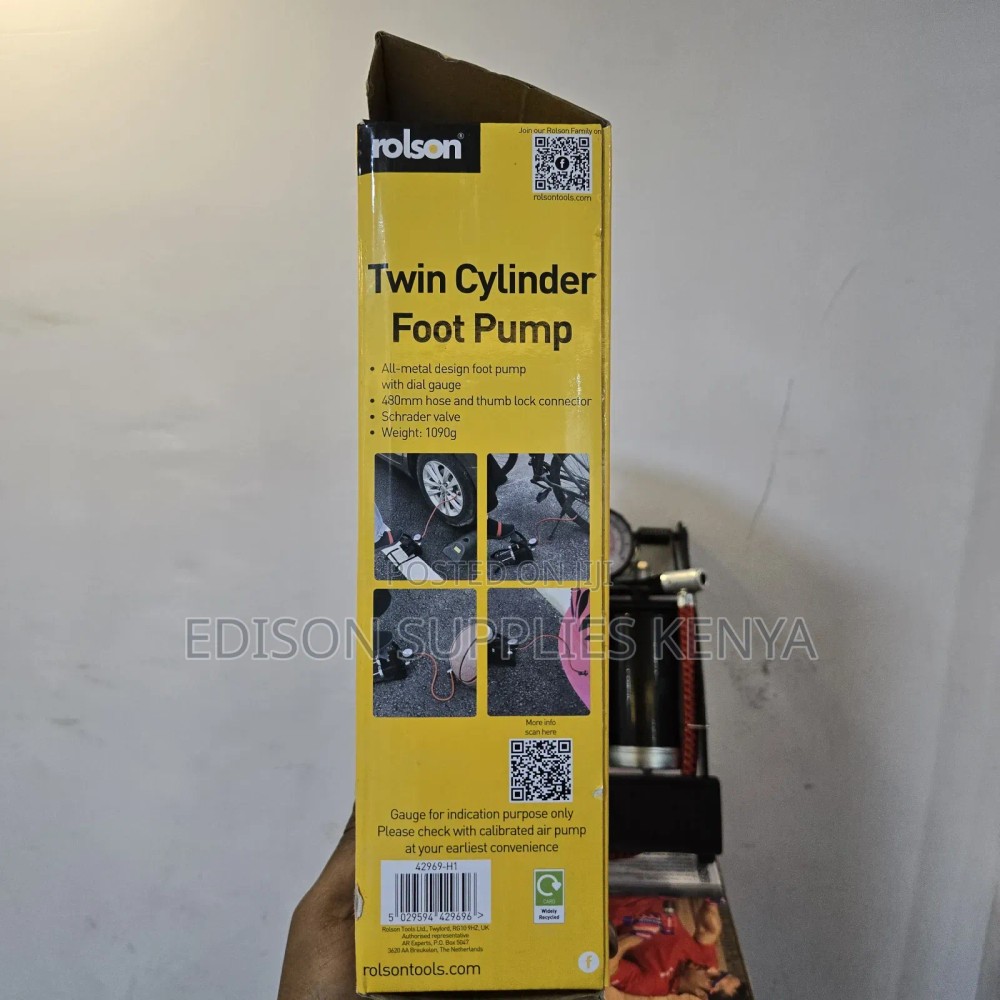 rolson®
Join our Rolson Family on
rolsontools.com
Twin Cylinder
Foot Pump
• All-metal design foot pump
with dial gauge
• 480mm hose and thumb lock connector
• Schrader valve
• Weight: 1090g
POSTED ON JIJI
EDISON SUPPLIES KENYA
More info
scan here
Gauge for indication purpose only
Please check with calibrated air pump
at your earliest convenience
42969-H1
5 029594 429696 >
CARD
Widely
Recycled
Rolson Tools Ltd., Twyford, RG10 9HZ, UK
Authorised representative
AR Experts, P.O. Box 5047
3620 AA Breukelen, The Netherlands
rolsontools.com